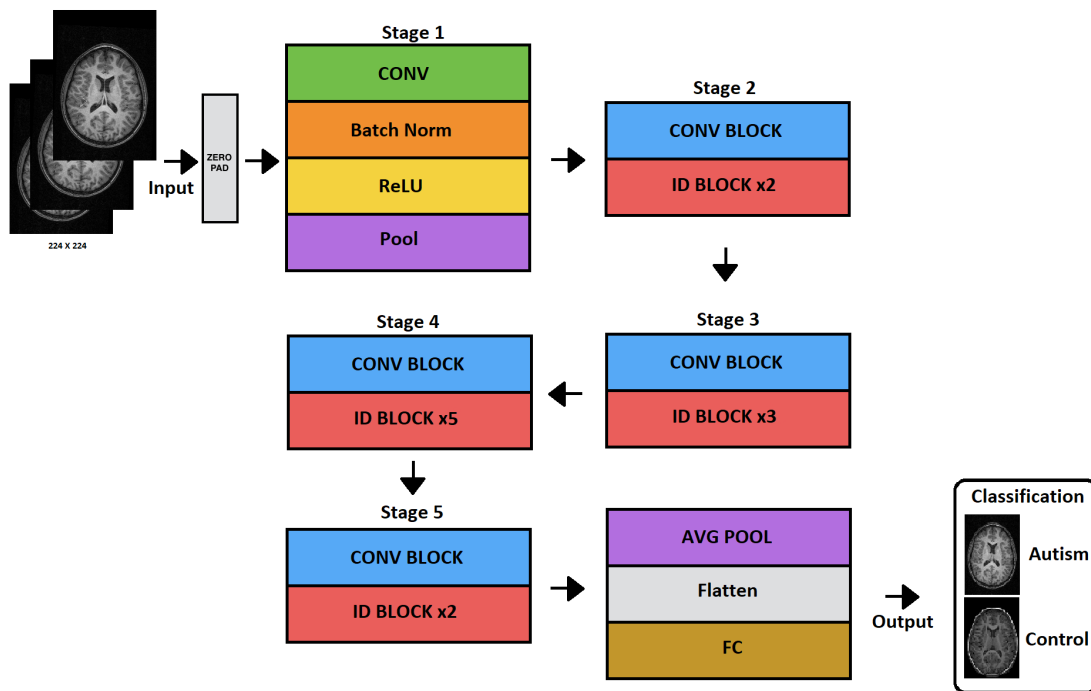 Input
224 X 224
ZERO
PAD
Stage 1
CONV
Batch Norm
ReLU
Pool
Stage 2
CONV BLOCK
ID BLOCK x2
Stage 3
CONV BLOCK
ID BLOCK x3
Stage 4
CONV BLOCK
ID BLOCK x5
Stage 5
CONV BLOCK
ID BLOCK x2
AVG POOL
Flatten
FC
Output
Classification
Autism
Control